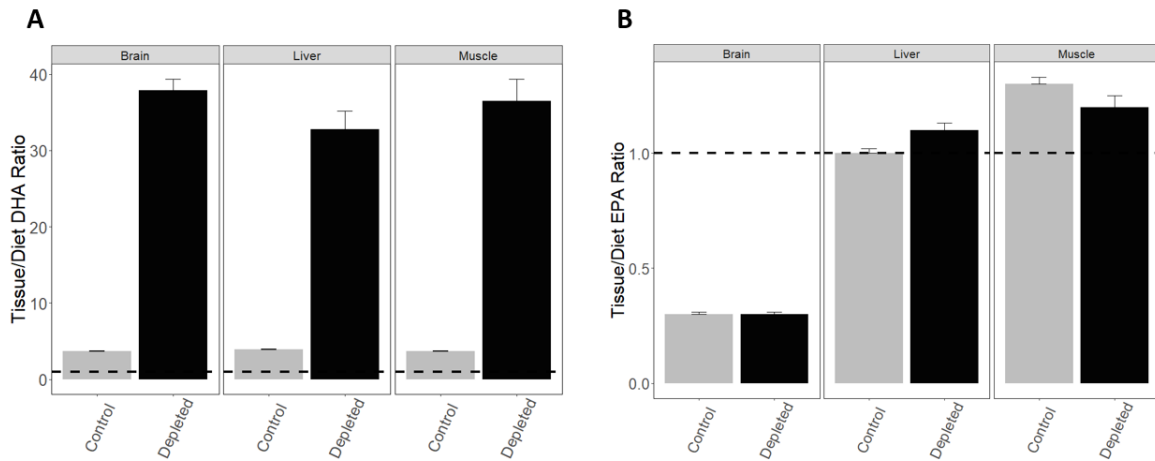 A
Brain Liver Muscle
Tissue/Diet DHA Ratio
40
30
20
10
0
Control Depleted Control Depleted Control Depleted
B
Brain Liver Muscle
Tissue/Diet EPA Ratio
1.0
0.5
0.0
Control Depleted Control Depleted Control Depleted